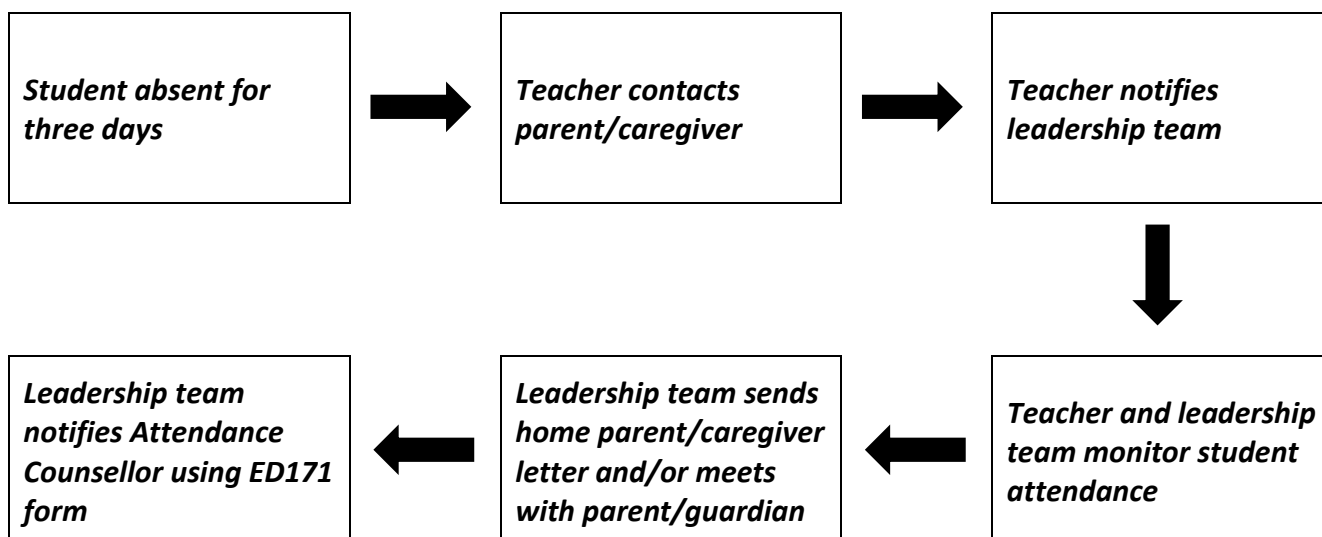 Student absent for
three days
Teacher contacts
parent/caregiver
Teacher notifies
leadership team
Teacher and leadership
team monitor student
attendance
Leadership team sends
home parent/caregiver
letter and/or meets
with parent/guardian
Leadership team
notifies Attendance
Counsellor using ED171
form